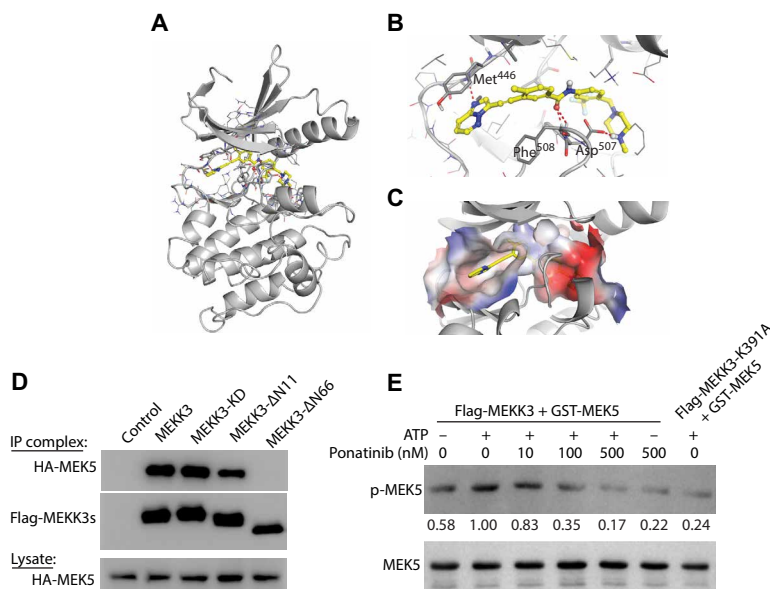 A
B
Met446
Phe508
Asp507
C
D
Control
MEKK3
MEKK3-KD
MEKK3-ΔN11
MEKK3-ΔN66
IP complex:
HA-MEK5
Flag-MEKK3s
Lysate:
HA-MEK5
E
Flag-MEKK3 + GST-MEK5
Flag-MEKK3-K391A
+ GST-MEK5
ATP – + + + + – +
Ponatinib (nM) 0 0 10 100 500 500 0
p-MEK5
0.58 1.00 0.83 0.35 0.17 0.22 0.24
MEK5